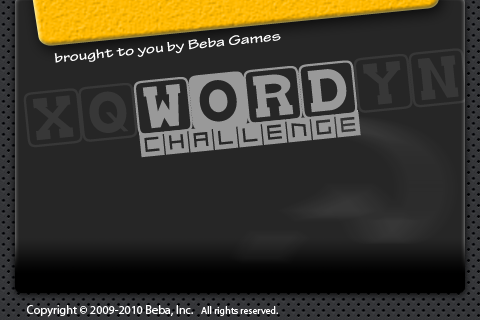 brought to you by Beba Games
XQWORDYN
CHALLENGE
Copyright © 2009-2010 Beba, Inc. All rights reserved.